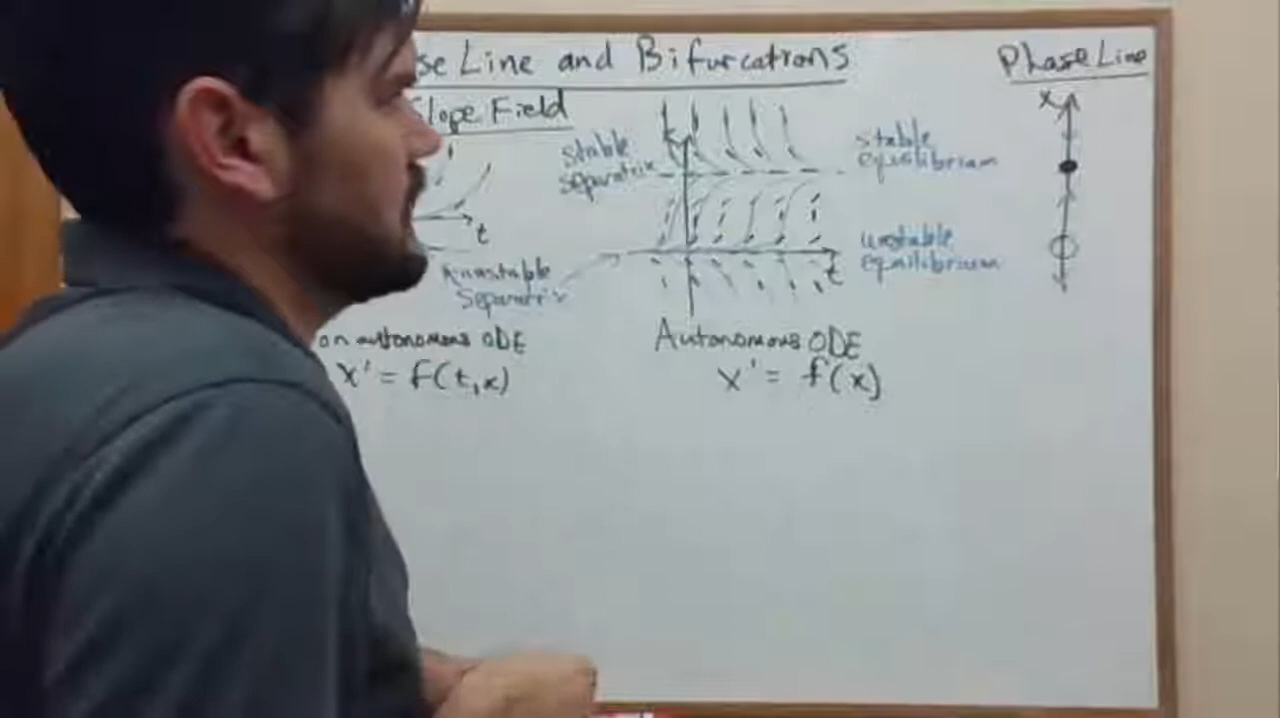 se Line and Bifurcations
Slope Field
t
unstable
separatrix
on autonomous ODE
x' = f(t,x)
stable
separatrix
stable
equilibrium
unstable
equilibrium
t
Autonomous ODE
x' = f(x)
Phase Line
x